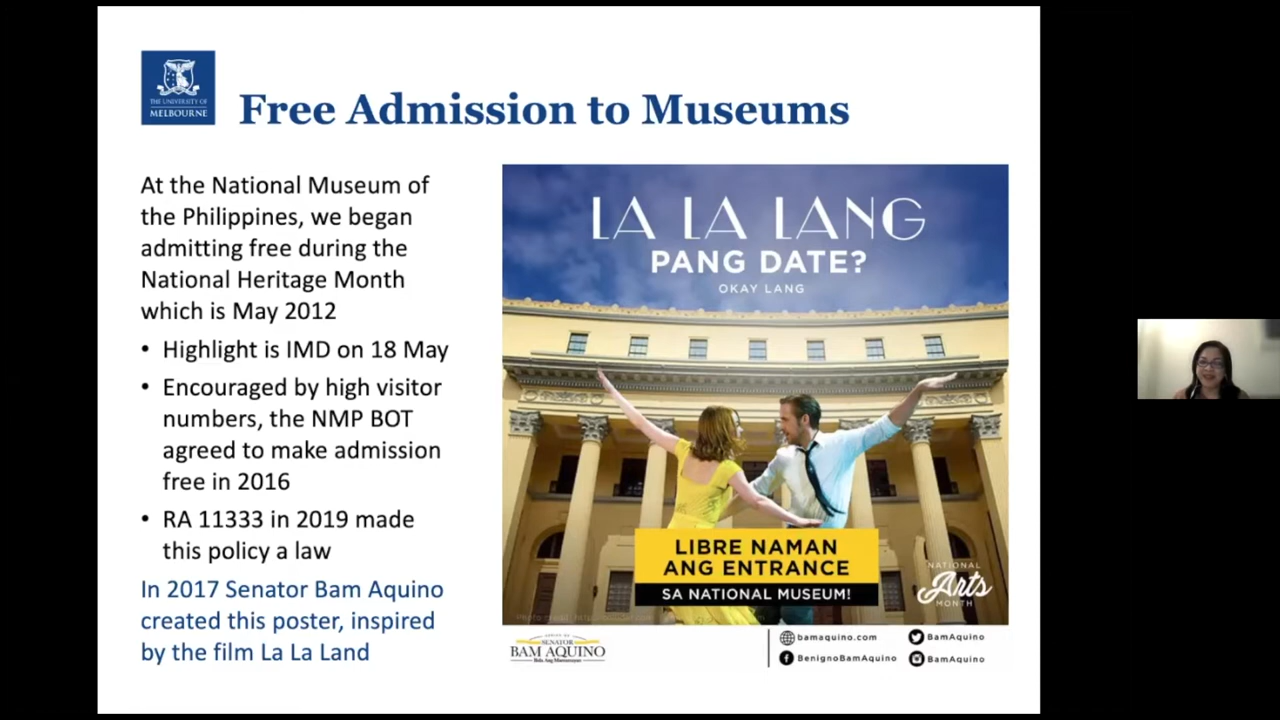 THE UNIVERSITY OF
MELBOURNE
Free Admission to Museums
At the National Museum of
the Philippines, we began
admitting free during the
National Heritage Month
which is May 2012
• Highlight is IMD on 18 May
• Encouraged by high visitor
numbers, the NMP BOT
agreed to make admission
free in 2016
• RA 11333 in 2019 made
this policy a law
In 2017 Senator Bam Aquino
created this poster, inspired
by the film La La Land
LA LA LANG
PANG DATE?
OKAY LANG
LIBRE NAMAN
ANG ENTRANCE
SA NATIONAL MUSEUM!
NATIONAL
Arts
MONTH
SENATOR
BAM AQUINO
bamaquino.com
BamAquino
BenignoBamAquino
BamAquino